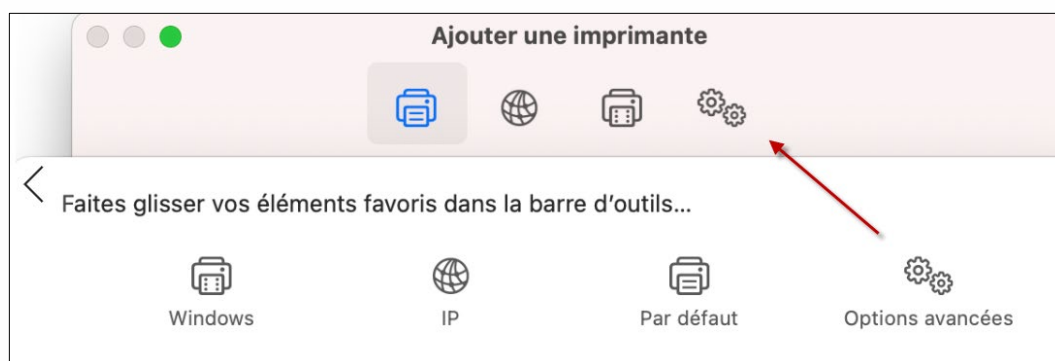 Ajouter une imprimante
Faites glisser vos éléments favoris dans la barre d’outils...
Windows IP Par défaut Options avancées